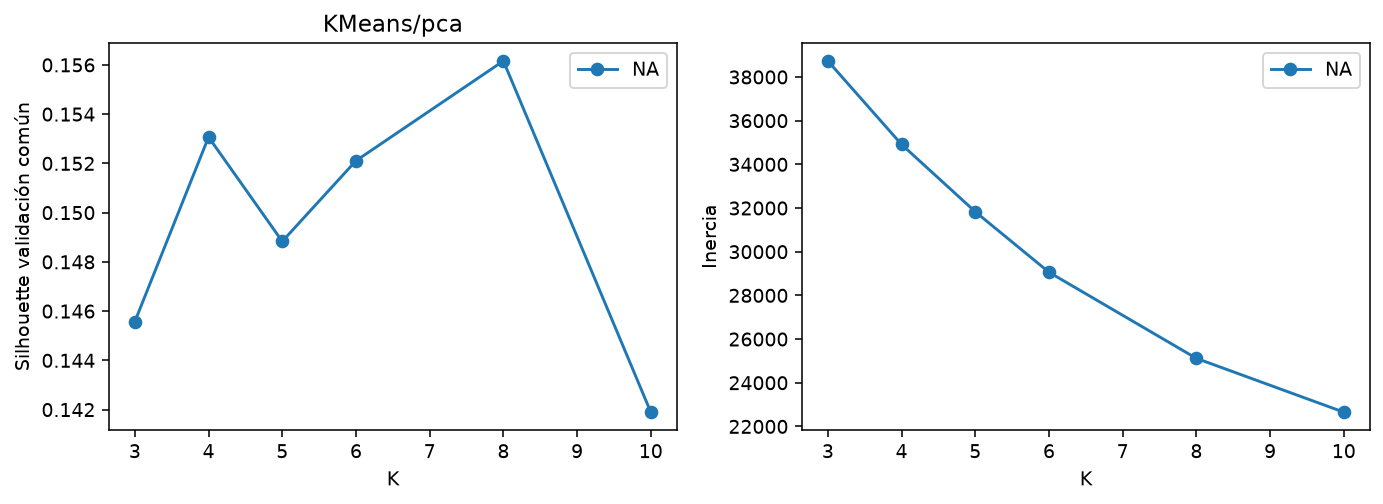 KMeans/pca
Silhouette validación común
0.156
0.154
0.152
0.150
0.148
0.146
0.144
0.142
NA
3 4 5 6 7 8 9 10
K
Inercia
38000
36000
34000
32000
30000
28000
26000
24000
22000
NA
3 4 5 6 7 8 9 10
K